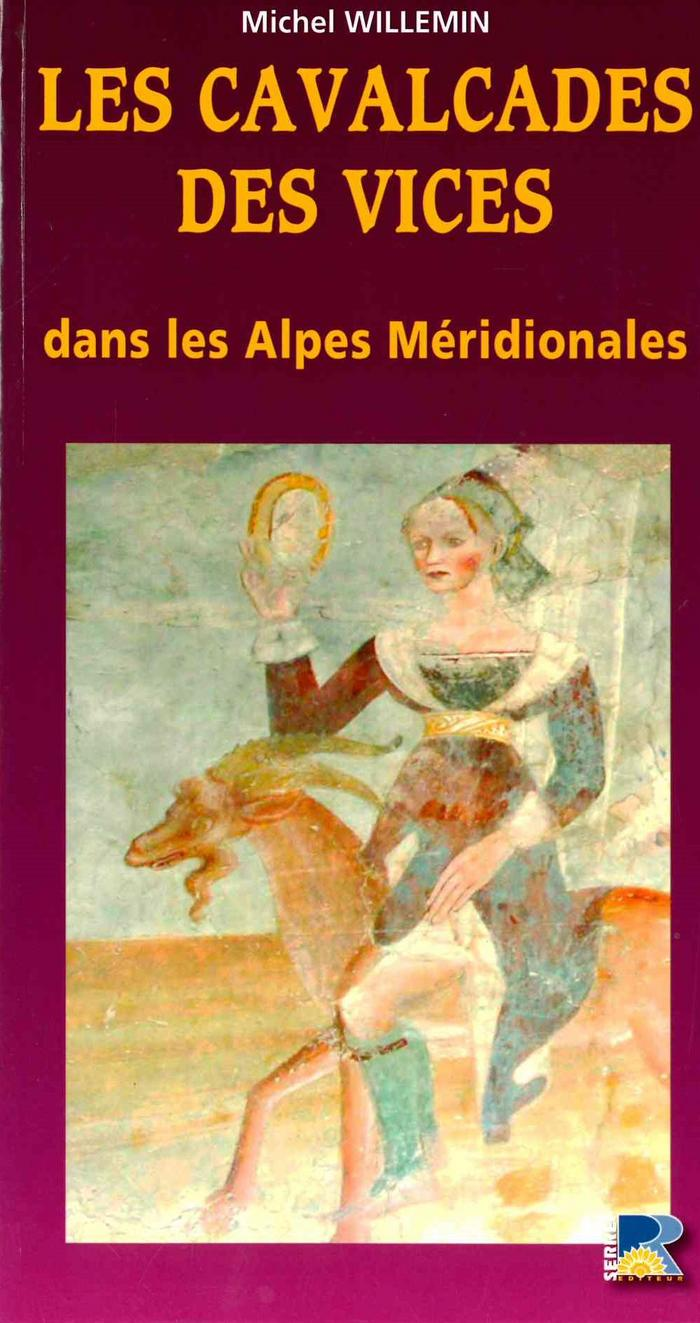 Michel WILLEMIN
LES CAVALCADES
DES VICES
dans les Alpes Méridionales
SERRE
EDITEUR